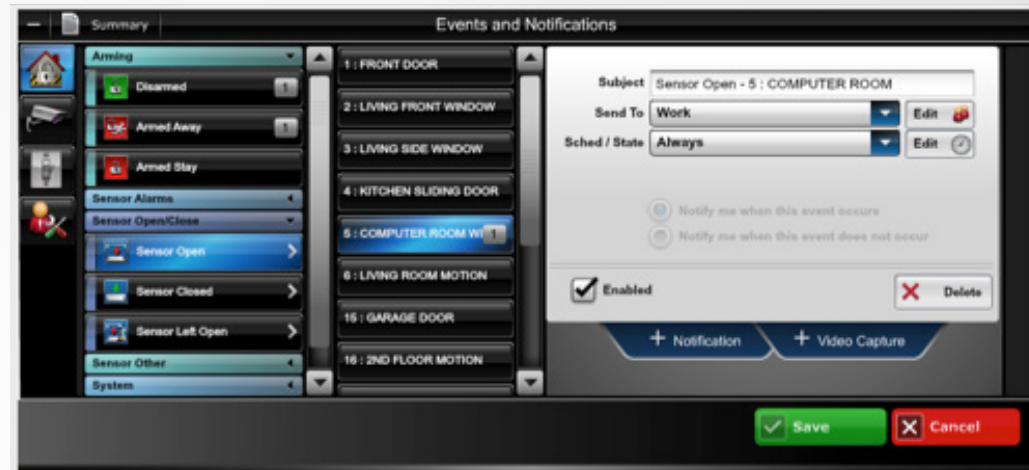 Summary
Events and Notifications
Arming
Disarmed 1
Armed Away 1
Armed Stay
Sensor Alarms
Sensor Open/Close
Sensor Open
Sensor Closed
Sensor Left Open
Sensor Other
System
1 : FRONT DOOR
2 : LIVING FRONT WINDOW
3 : LIVING SIDE WINDOW
4 : KITCHEN SLIDING DOOR
5 : COMPUTER ROOM WI 1
6 : LIVING ROOM MOTION
15 : GARAGE DOOR
16 : 2ND FLOOR MOTION
Subject Sensor Open - 5 : COMPUTER ROOM
Send To Work Edit
Sched / State Always Edit
Notify me when this event occurs
Notify me when this event does not occur
Enabled
Delete
+ Notification
+ Video Capture
Save
Cancel